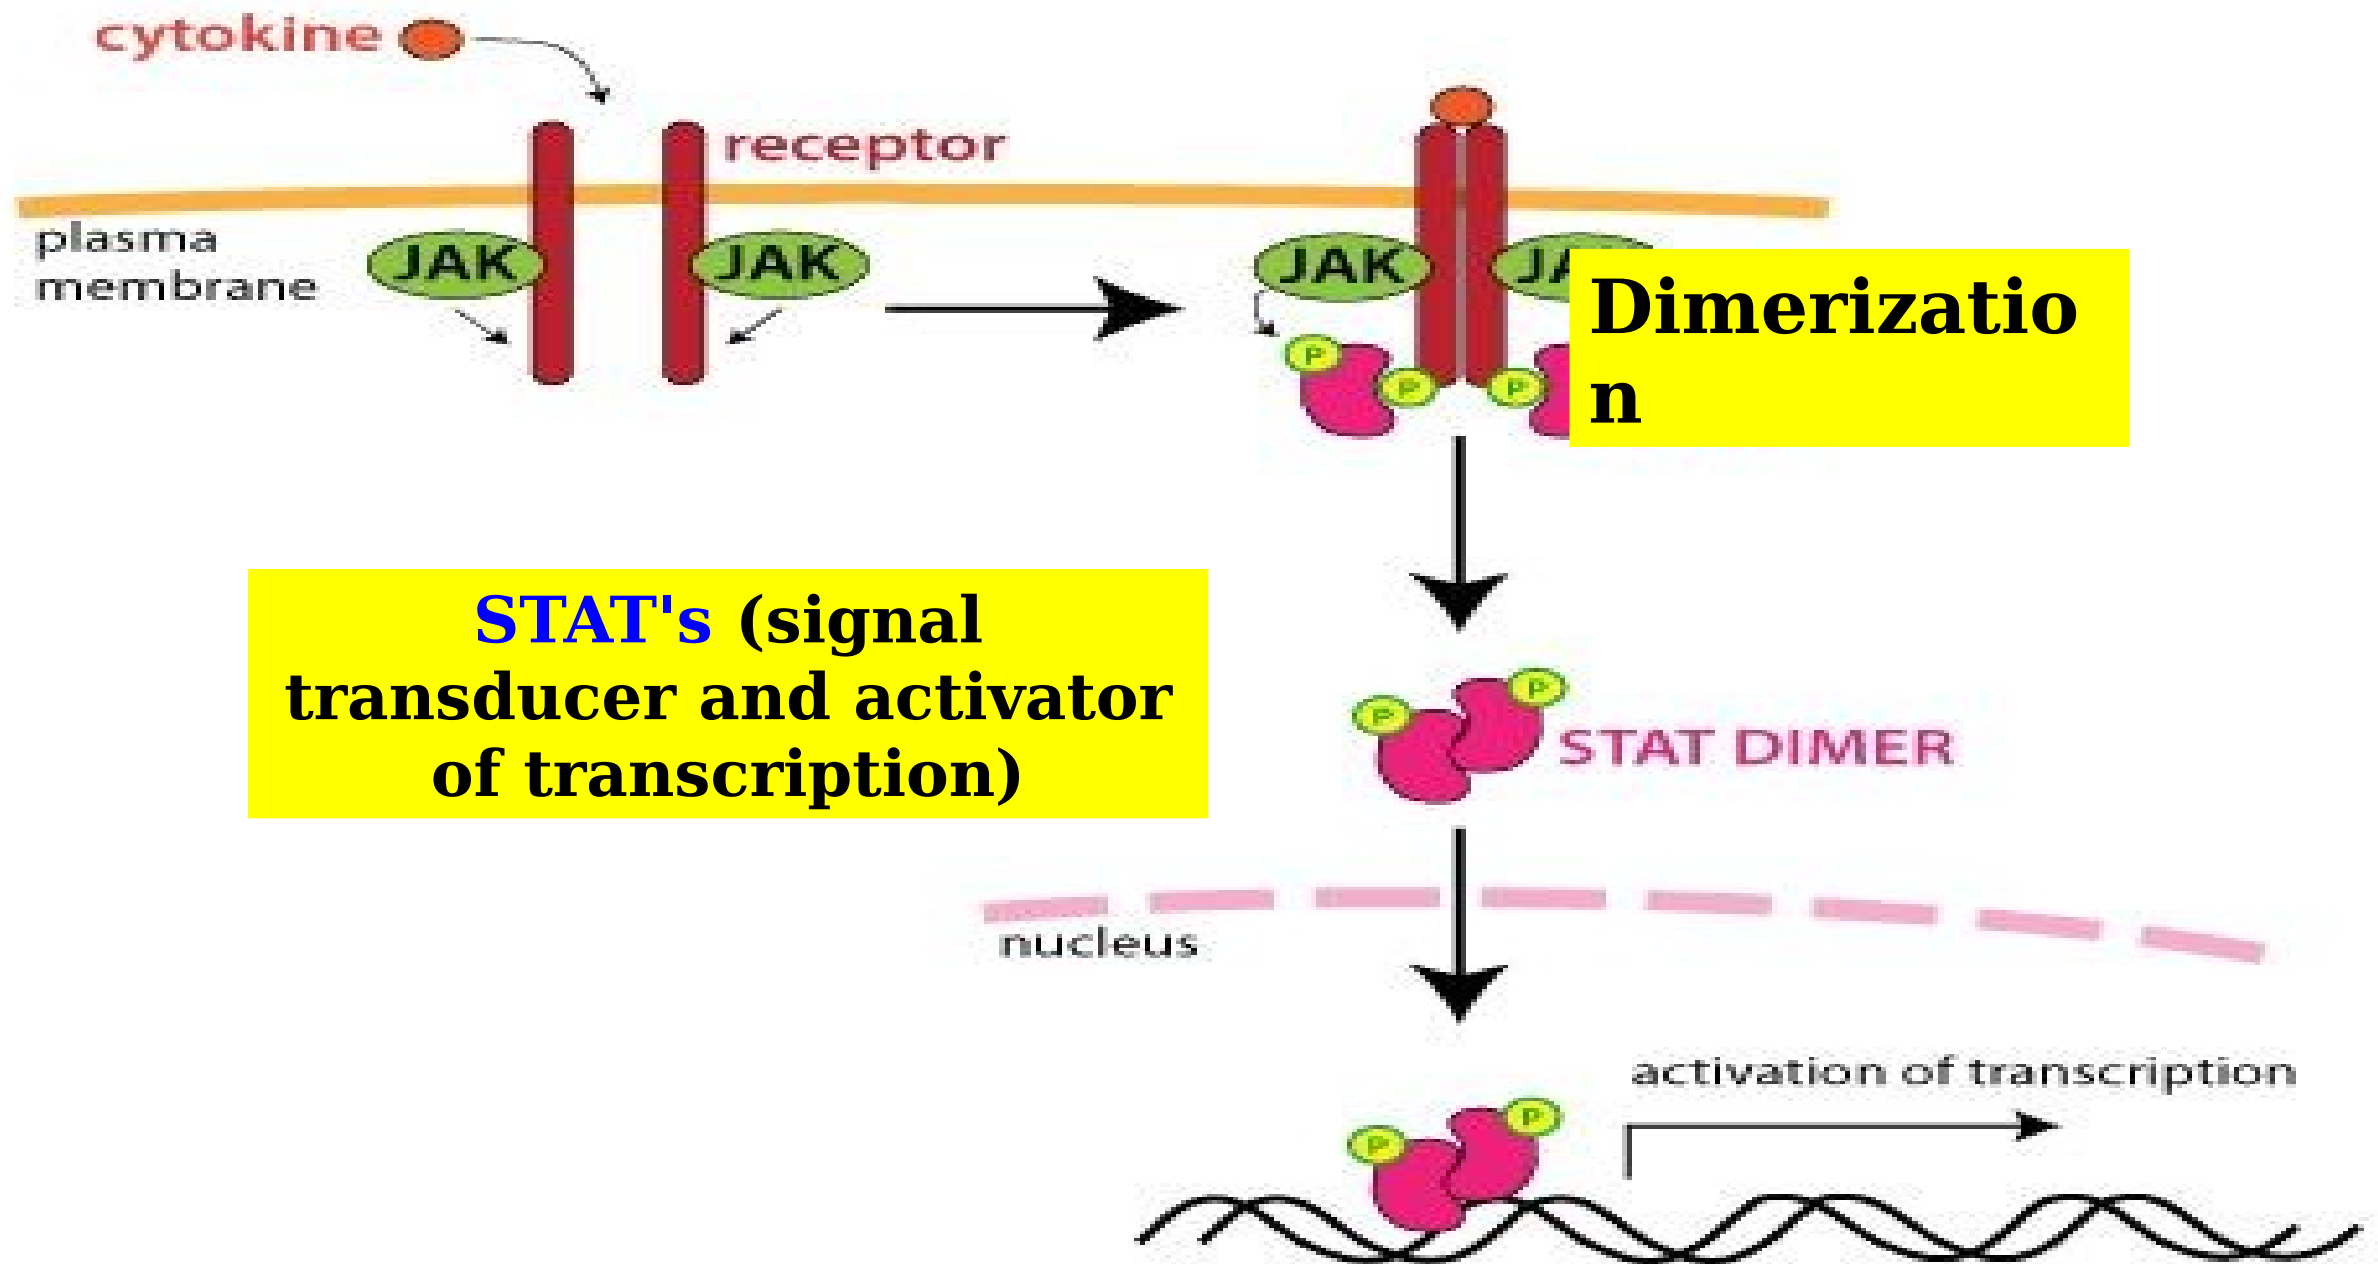 cytokine
receptor
plasma
membrane
JAK
JAK
JAK
Dimerizatio
n
P
P
P
STAT's (signal
transducer and activator
of transcription)
P
P
STAT DIMER
nucleus
activation of transcription
P
P